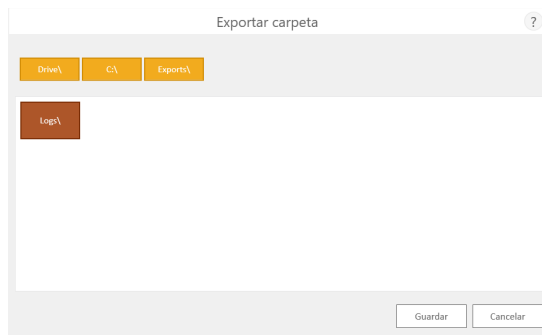 Exportar carpeta ?
Drive\ C:\ Exports\
Logs\
Guardar Cancelar